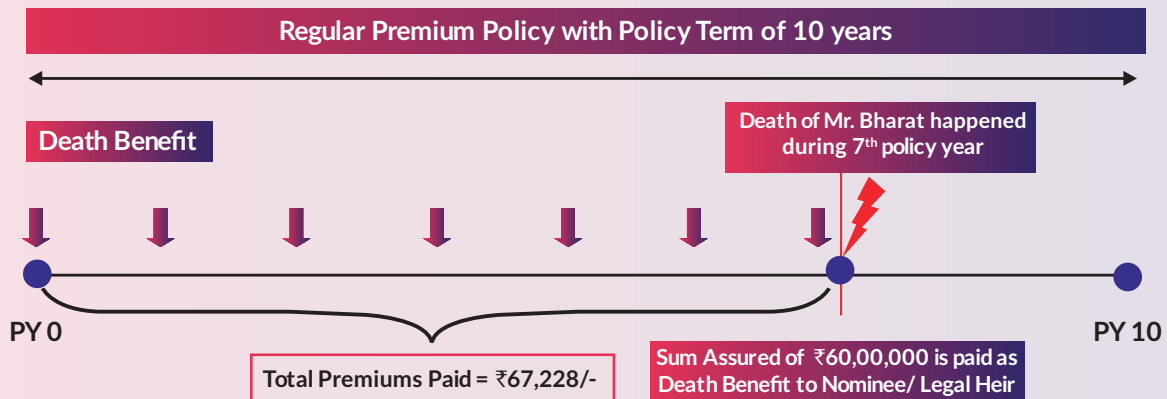 Regular Premium Policy with Policy Term of 10 years
Death Benefit
Death of Mr. Bharat happened
during 7th policy year
PY 0
PY 10
Total Premiums Paid = ₹67,228/-
Sum Assured of ₹60,00,000 is paid as
Death Benefit to Nominee/ Legal Heir